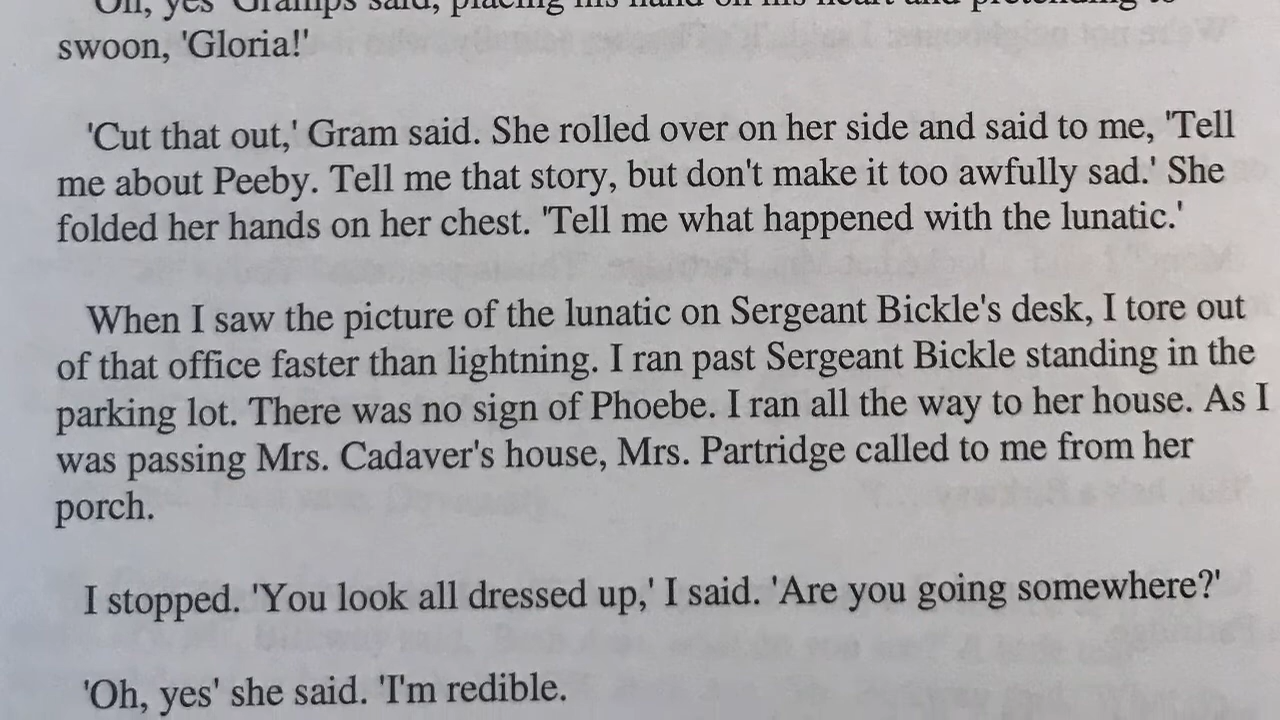 'Oh, yes' Gramps said, placing his hand on his heart and pretending to
swoon, 'Gloria!'
'Cut that out,' Gram said. She rolled over on her side and said to me, 'Tell
me about Peeby. Tell me that story, but don't make it too awfully sad.' She
folded her hands on her chest. 'Tell me what happened with the lunatic.'
When I saw the picture of the lunatic on Sergeant Bickle's desk, I tore out
of that office faster than lightning. I ran past Sergeant Bickle standing in the
parking lot. There was no sign of Phoebe. I ran all the way to her house. As I
was passing Mrs. Cadaver's house, Mrs. Partridge called to me from her
porch.
I stopped. 'You look all dressed up,' I said. 'Are you going somewhere?'
'Oh, yes' she said. 'I'm redible.